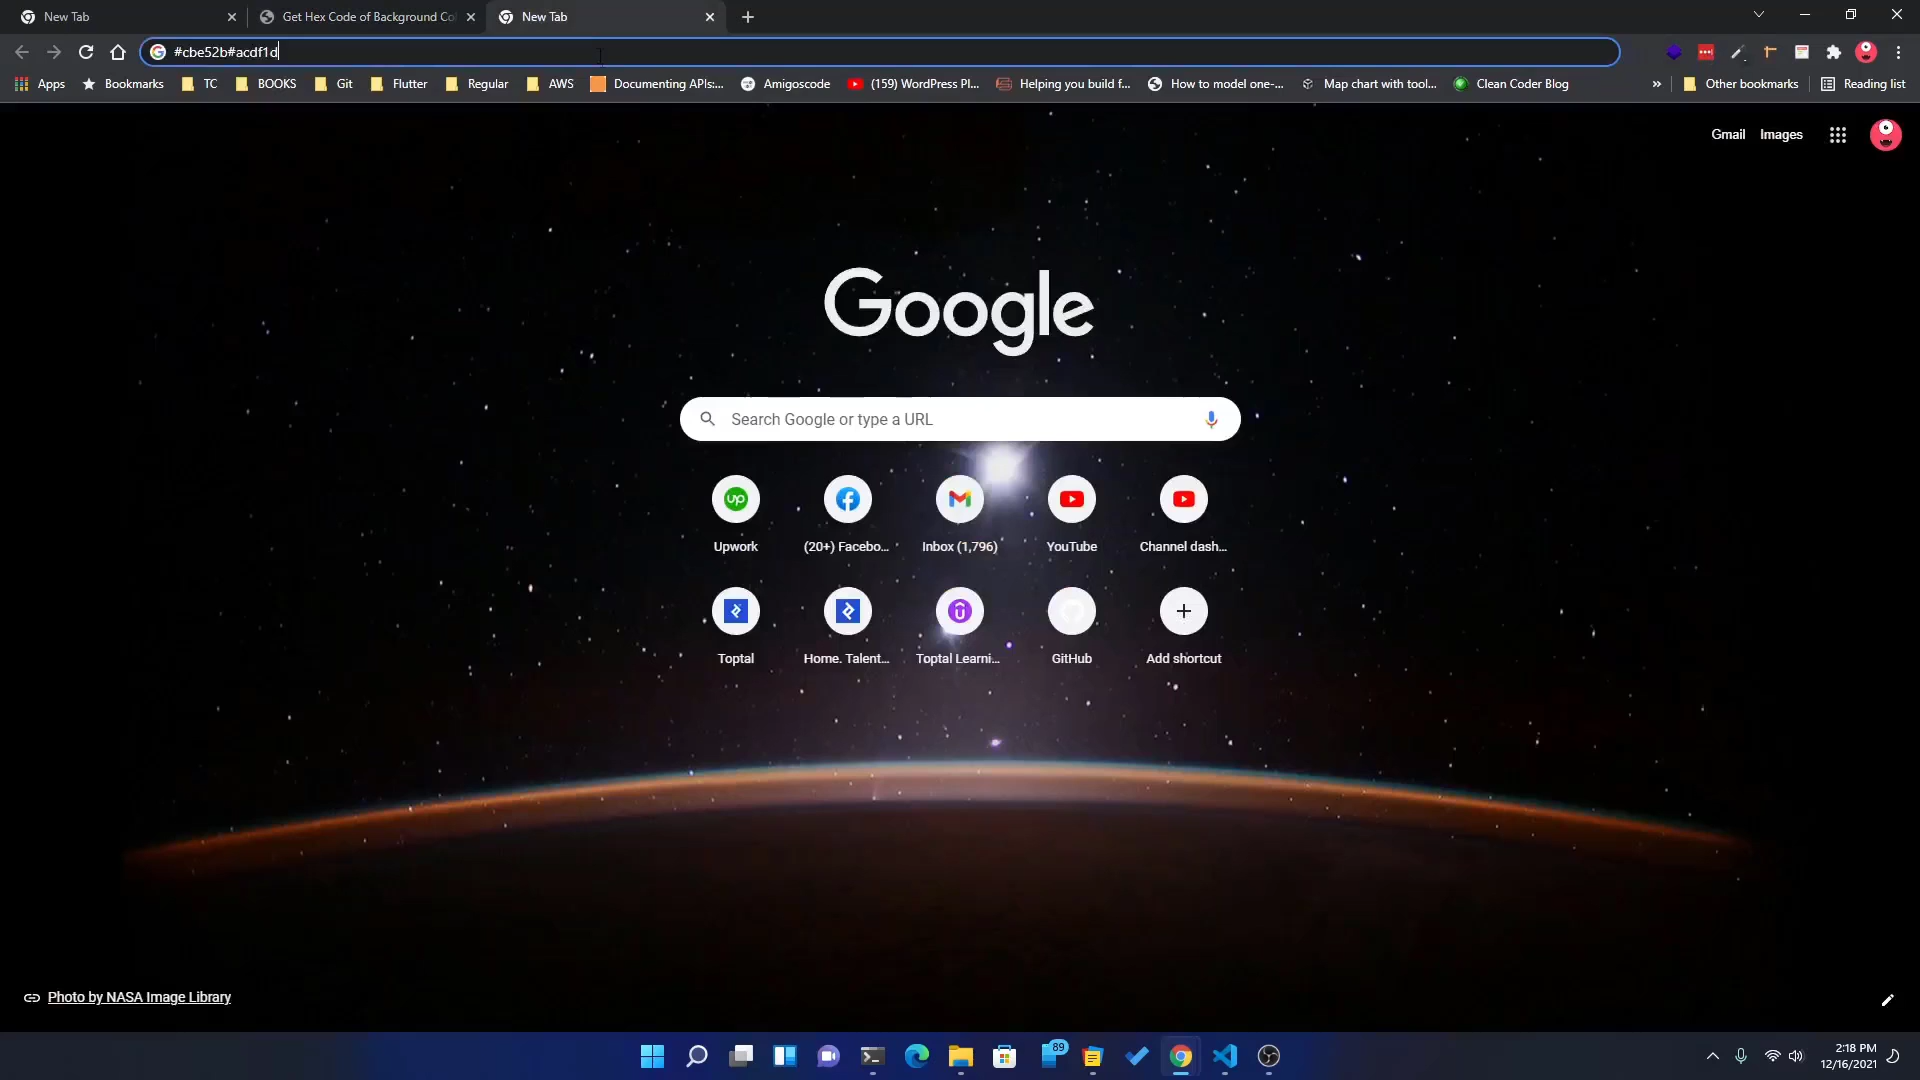 New Tab
Get Hex Code of Background Co
New Tab
#cbe52b#acdf1d
Apps
Bookmarks
TC
BOOKS
Git
Flutter
Regular
AWS
Documenting APIs:...
Amigoscode
(159) WordPress Pl...
Helping you build f...
How to model one-...
Map chart with tool...
Clean Coder Blog
Other bookmarks
Reading list
Gmail
Images
Google
Search Google or type a URL
up
Upwork
(20+) Facebo...
Inbox (1,796)
YouTube
Channel dash...
Toptal
Home. Talent...
Toptal Learni...
GitHub
Add shortcut
Photo by NASA Image Library
89
2:18 PM
12/16/2021